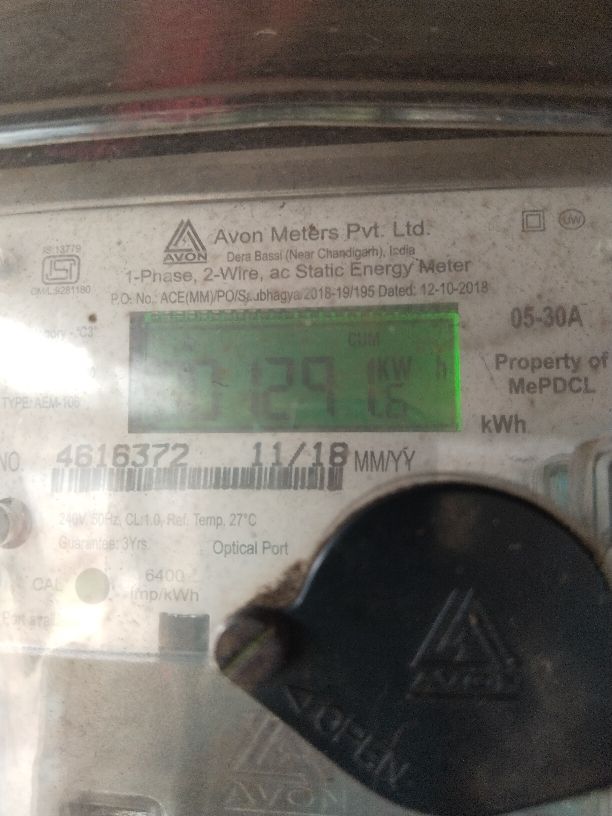 Avon Meters Pvt. Ltd.
AVON
UW
IS:13779
Dera Bassi (Near Chandigarh), India
CM/L:9281180
1-Phase, 2-Wire, ac Static Energy Meter
P.O. No.: ACE(MM)/PO/Saubhagya/2018-19/195 Dated: 12-10-2018
05-30A
CUM
KW h
Property of
MePDCL
TYPE: AEM-106
kWh
NO 4616372 11/18 MM/YY
240V, 50Hz, CL:1.0, Ref. Temp, 27°C
Guarantee: 3Yrs.
Optical Port
CAL
6400
imp/kWh
AVON
OPEN
AVON